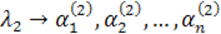 λ₂ → α₁⁽²⁾, α₂⁽²⁾, …, αₙ⁽²⁾